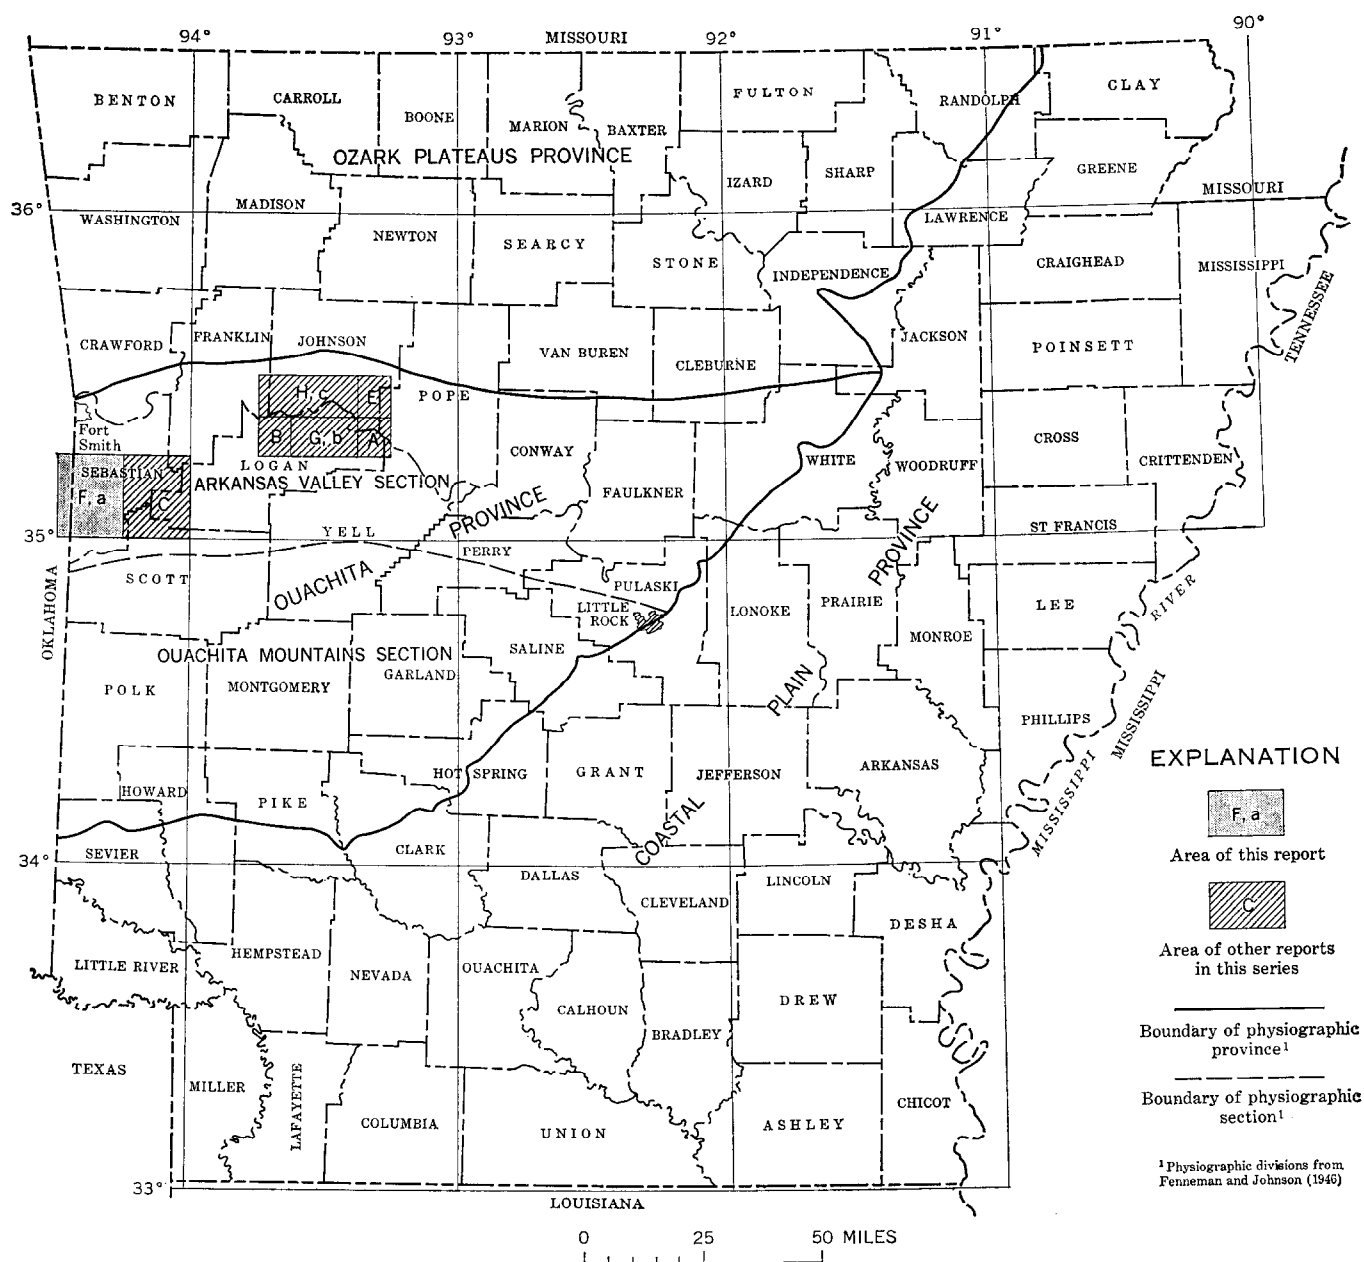 94°
93°
MISSOURI
92°
91°
90°
BENTON
CARROLL
BOONE
MARION
BAXTER
FULTON
RANDOLPH
CLAY
OZARK PLATEAUS PROVINCE
IZARD
SHARP
GREENE
MISSOURI
36°
WASHINGTON
MADISON
NEWTON
SEARCY
STONE
LAWRENCE
INDEPENDENCE
CRAIGHEAD
MISSISSIPPI
TENNESSEE
CRAWFORD
FRANKLIN
JOHNSON
VAN BUREN
CLEBURNE
JACKSON
POINSETT
H, c
E
POPE
Fort
Smith
B
G, b
A
CONWAY
WHITE
WOODRUFF
CROSS
CRITTENDEN
SEBASTIAN
LOGAN
ARKANSAS VALLEY SECTION
FAULKNER
F, a
C
PROVINCE
35°
YELL
PERRY
PROVINCE
ST FRANCIS
OKLAHOMA
SCOTT
OUACHITA
PULASKI
LITTLE
ROCK
LONOKE
PRAIRIE
LEE
RIVER
MONROE
OUACHITA MOUNTAINS SECTION
SALINE
GARLAND
POLK
MONTGOMERY
PLAIN
PHILLIPS
MISSISSIPPI
HOT SPRING
GRANT
JEFFERSON
ARKANSAS
MISSISSIPPI
HOWARD
PIKE
COASTAL
34°
SEVIER
CLARK
DALLAS
CLEVELAND
LINCOLN
DESHA
LITTLE RIVER
HEMPSTEAD
NEVADA
OUACHITA
CALHOUN
BRADLEY
DREW
TEXAS
MILLER
LAFAYETTE
COLUMBIA
UNION
ASHLEY
CHICOT
33°
LOUISIANA
0 25 50 MILES
EXPLANATION
F, a
Area of this report
C
Area of other reports
in this series
Boundary of physiographic
province¹
Boundary of physiographic
section¹
¹ Physiographic divisions from
Fenneman and Johnson (1946)